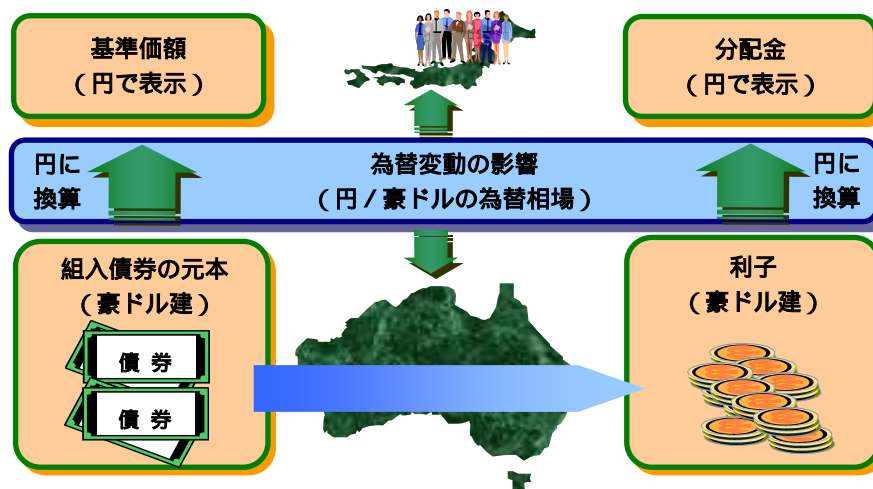 基準価額
（円で表示）
分配金
（円で表示）
円に
換算
為替変動の影響
（円／豪ドルの為替相場）
円に
換算
組入債券の元本
（豪ドル建）
債 券
債 券
利子
（豪ドル建）